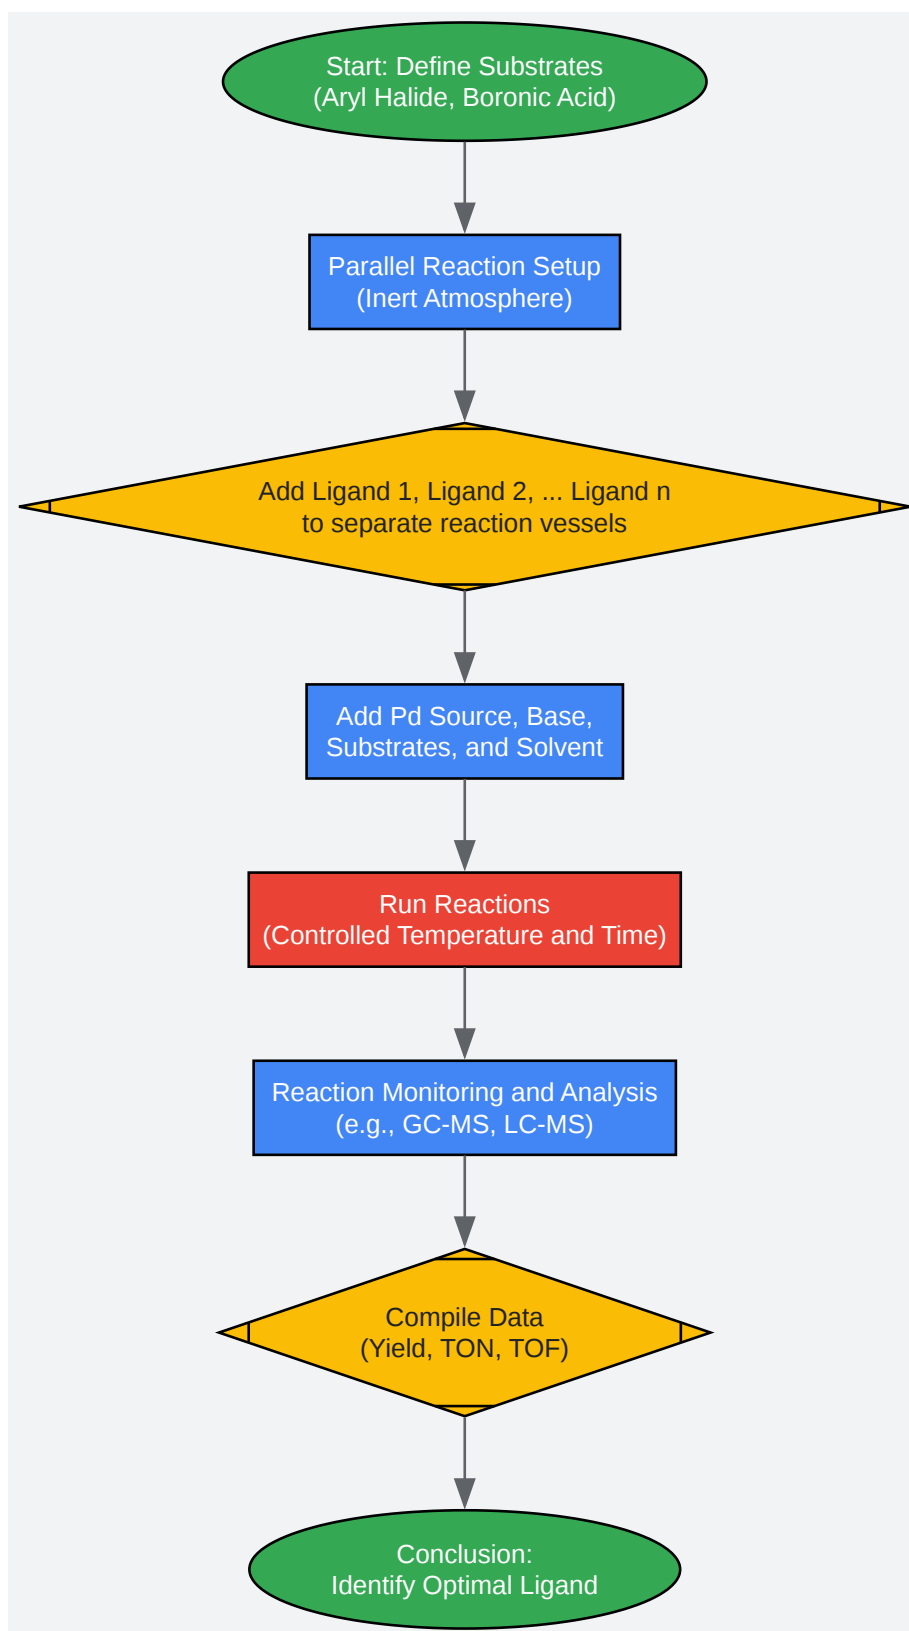 Start: Define Substrates
(Aryl Halide, Boronic Acid)
Parallel Reaction Setup
(Inert Atmosphere)
Add Ligand 1, Ligand 2, ... Ligand n
to separate reaction vessels
Add Pd Source, Base,
Substrates, and Solvent
Run Reactions
(Controlled Temperature and Time)
Reaction Monitoring and Analysis
(e.g., GC-MS, LC-MS)
Compile Data
(Yield, TON, TOF)
Conclusion:
Identify Optimal Ligand